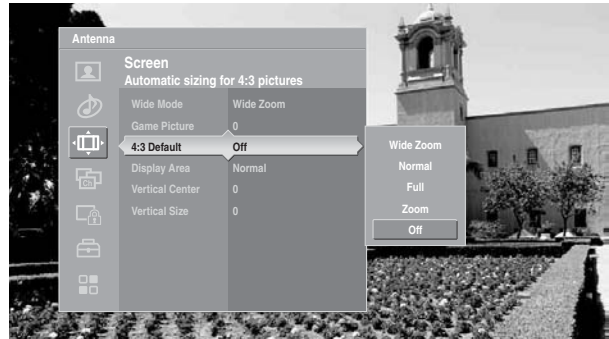 Antenna
Screen
Automatic sizing for 4:3 pictures
Wide Mode Wide Zoom
Game Picture 0
4:3 Default Off
Display Area Normal
Vertical Center 0
Vertical Size 0
Wide Zoom
Normal
Full
Zoom
Off
Ch